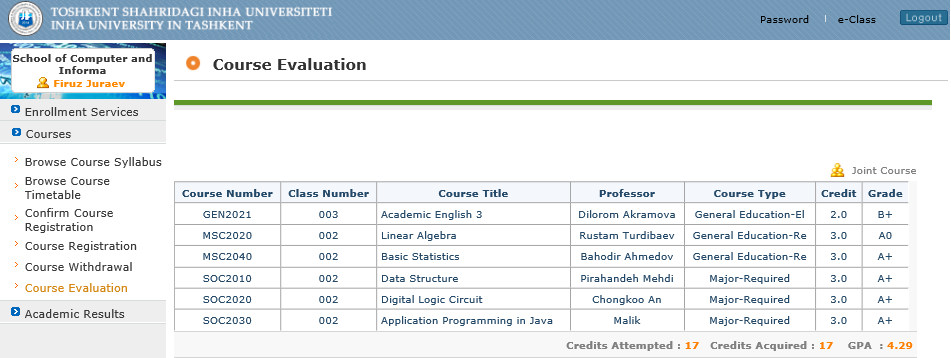 TOSHKENT SHAHRIDAGI INHA UNIVERSITETI
INHA UNIVERSITY IN TASHKENT
Password | e-Class Logout
School of Computer and
Informa
Firuz Juraev
Enrollment Services
Courses
Browse Course Syllabus
Browse Course
Timetable
Confirm Course
Registration
Course Registration
Course Withdrawal
Course Evaluation
Academic Results
Course Evaluation
Joint Course
Course Number Class Number Course Title Professor Course Type Credit Grade
GEN2021 003 Academic English 3 Dilorom Akramova General Education-El 2.0 B+
MSC2020 002 Linear Algebra Rustam Turdibaev General Education-Re 3.0 A0
MSC2040 002 Basic Statistics Bahodir Ahmedov General Education-Re 3.0 A+
SOC2010 002 Data Structure Pirahandeh Mehdi Major-Required 3.0 A+
SOC2020 002 Digital Logic Circuit Chongkoo An Major-Required 3.0 A+
SOC2030 002 Application Programming in Java Malik Major-Required 3.0 A+
Credits Attempted : 17 Credits Acquired : 17 GPA : 4.29